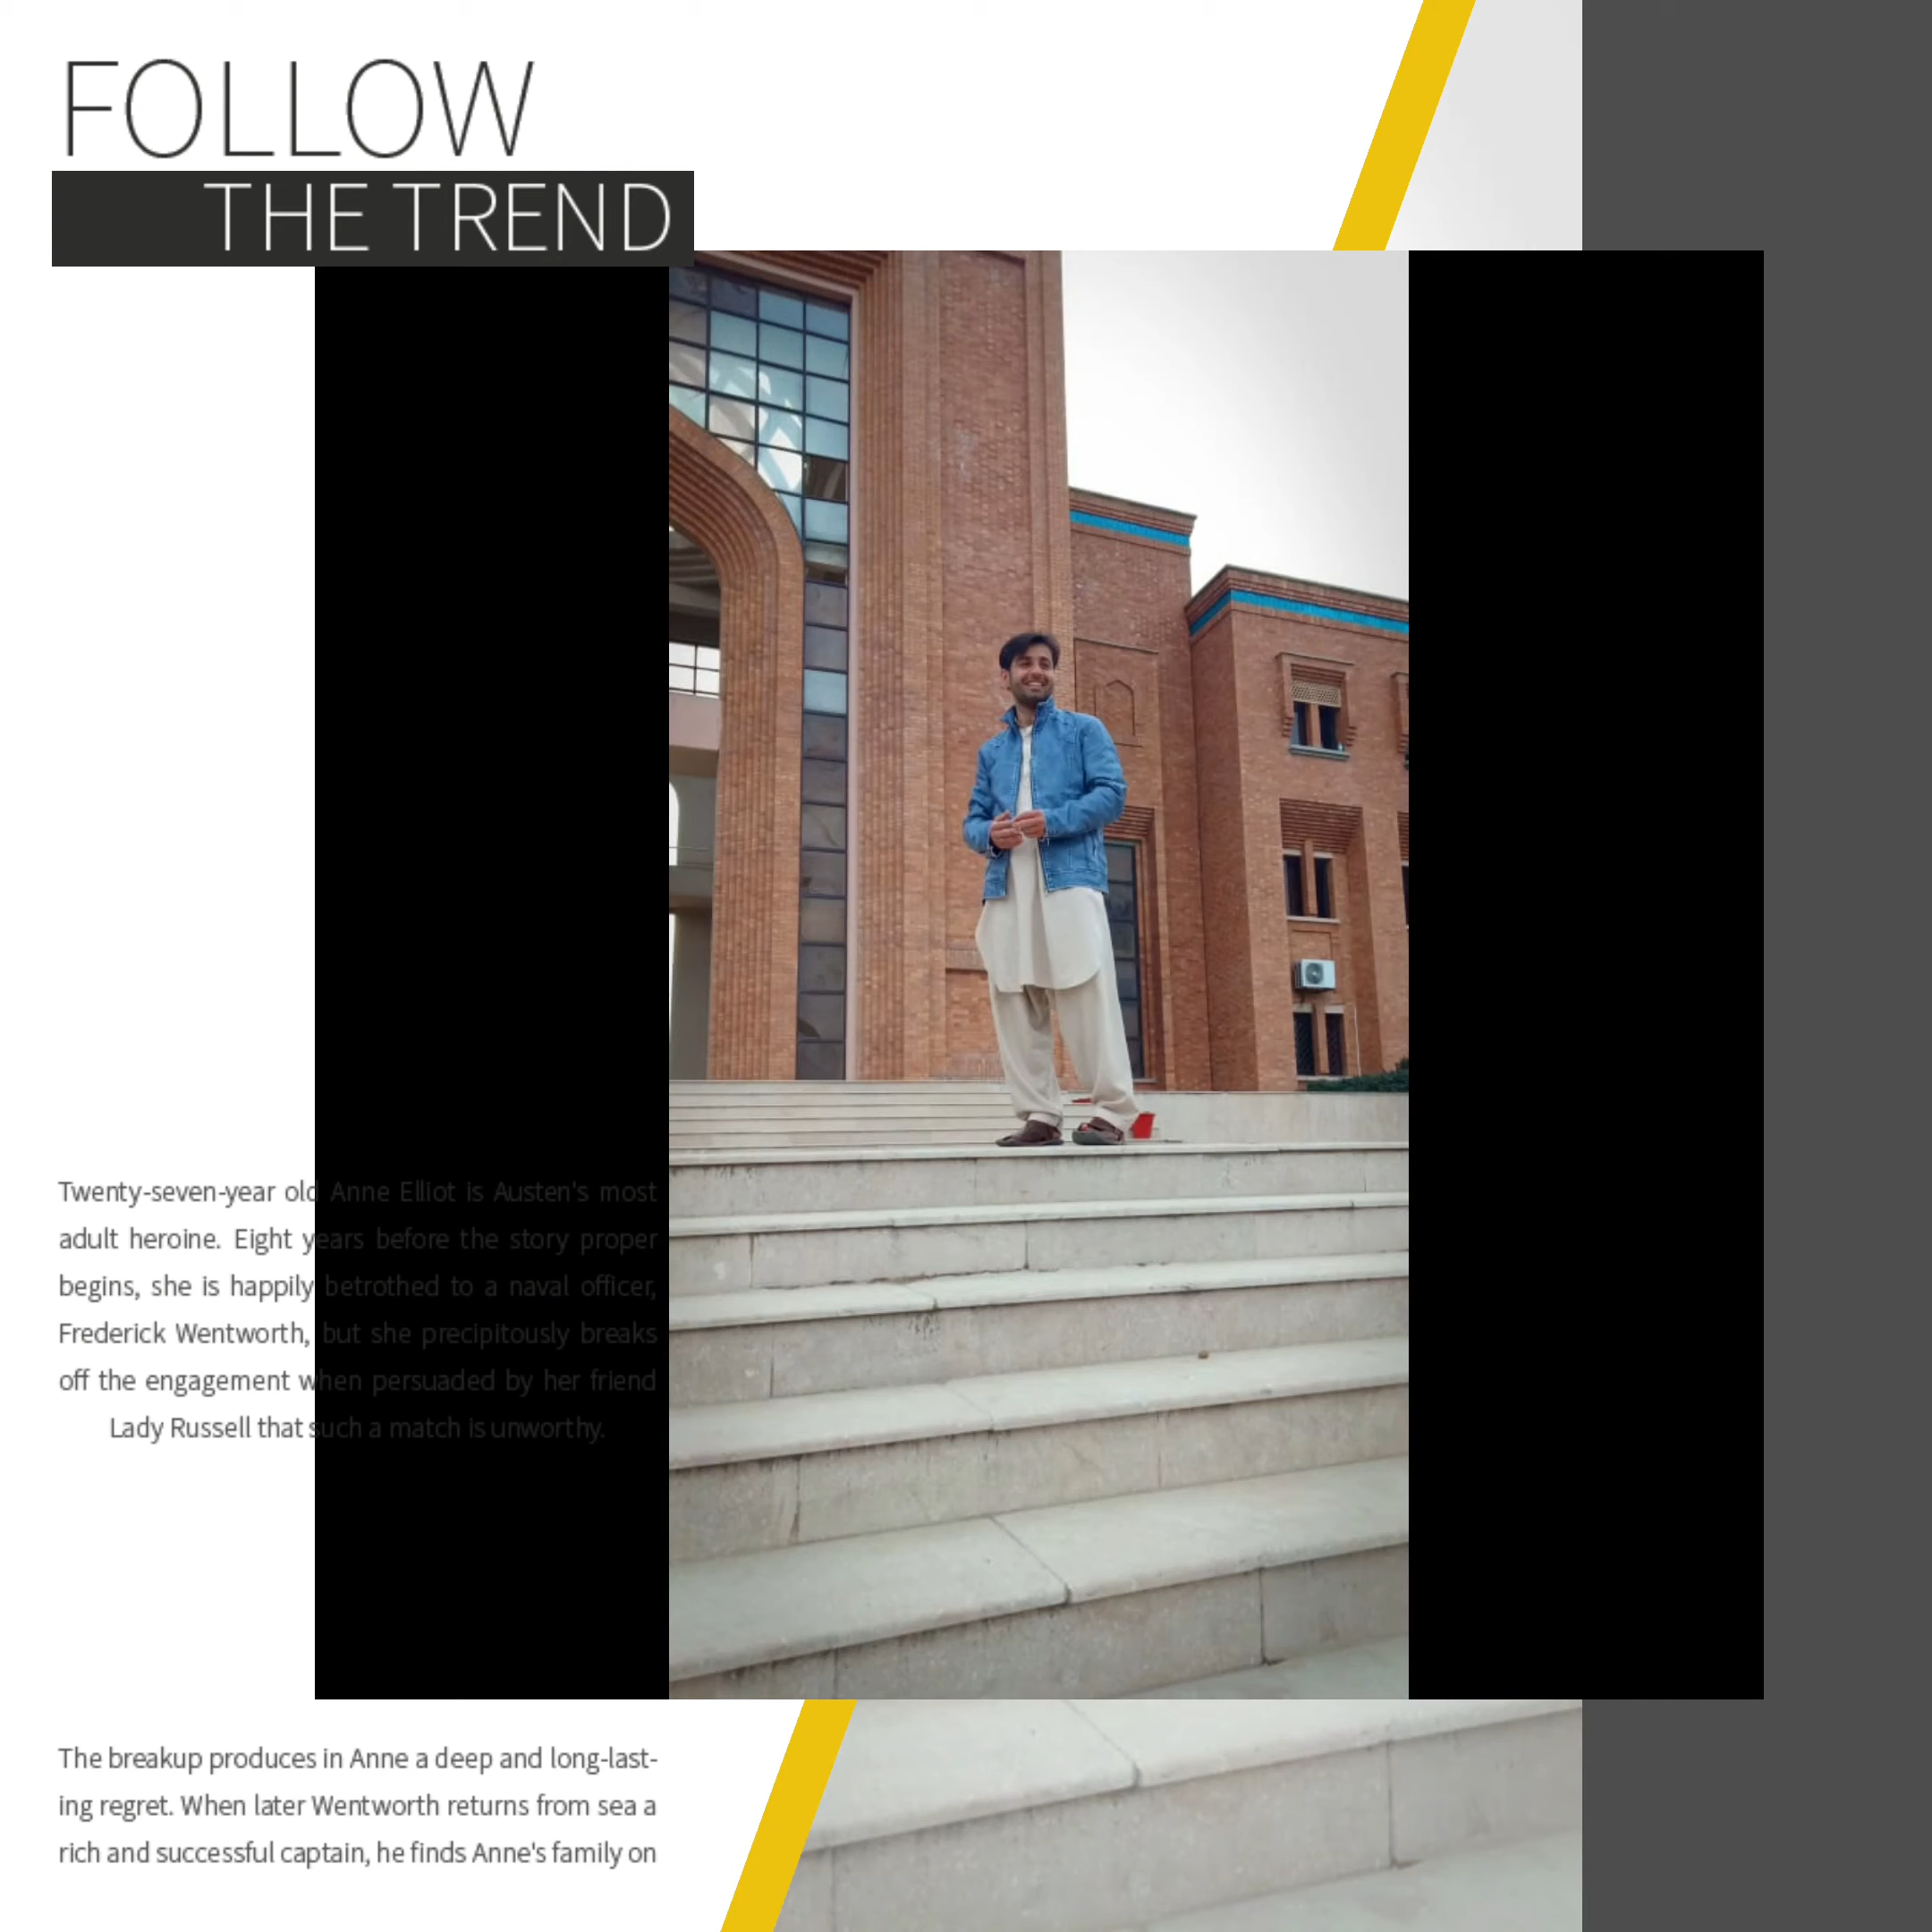 FOLLOW
THE TREND
Twenty-seven-year old Anne Elliot is Austen's most
adult heroine. Eight years before the story proper
begins, she is happily betrothed to a naval officer,
Frederick Wentworth, but she precipitously breaks
off the engagement when persuaded by her friend
Lady Russell that such a match is unworthy.
The breakup produces in Anne a deep and long-last-
ing regret. When later Wentworth returns from sea a
rich and successful captain, he finds Anne's family on